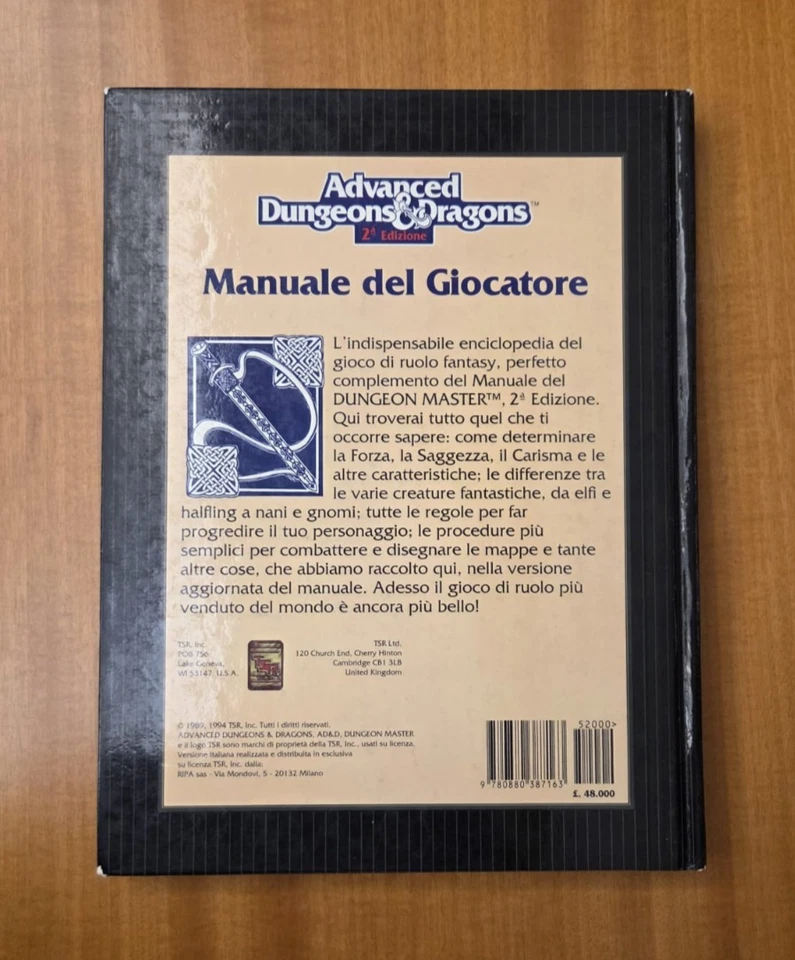 Advanced
Dungeons & Dragons™
2ª Edizione
Manuale del Giocatore
L'indispensabile enciclopedia del
gioco di ruolo fantasy, perfetto
complemento del Manuale del
DUNGEON MASTER™, 2ª Edizione.
Qui troverai tutto quel che ti
occorre sapere: come determinare
la Forza, la Saggezza, il Carisma e le
altre caratteristiche; le differenze tra
le varie creature fantastiche, da elfi e
halfling a nani e gnomi; tutte le regole per far
progredire il tuo personaggio; le procedure più
semplici per combattere e disegnare le mappe e tante
altre cose, che abbiamo raccolto qui, nella versione
aggiornata del manuale. Adesso il gioco di ruolo più
venduto del mondo è ancora più bello!
TSR, Inc.
POB 756
Lake Geneva,
WI 53147, U.S.A.
TSR
TSR Ltd.
120 Church End, Cherry Hinton
Cambridge CB1 3LB
United Kingdom
© 1989, 1994 TSR, Inc. Tutti i diritti riservati.
ADVANCED DUNGEONS & DRAGONS, AD&D, DUNGEON MASTER
e il logo TSR sono marchi di proprietà della TSR, Inc., usati su licenza.
Versione italiana realizzata e distribuita in esclusiva
su licenza TSR, Inc. dalla:
RIPA sas - Via Mondovì, 5 - 20132 Milano
52000>
9 780880 387163
£. 48.000